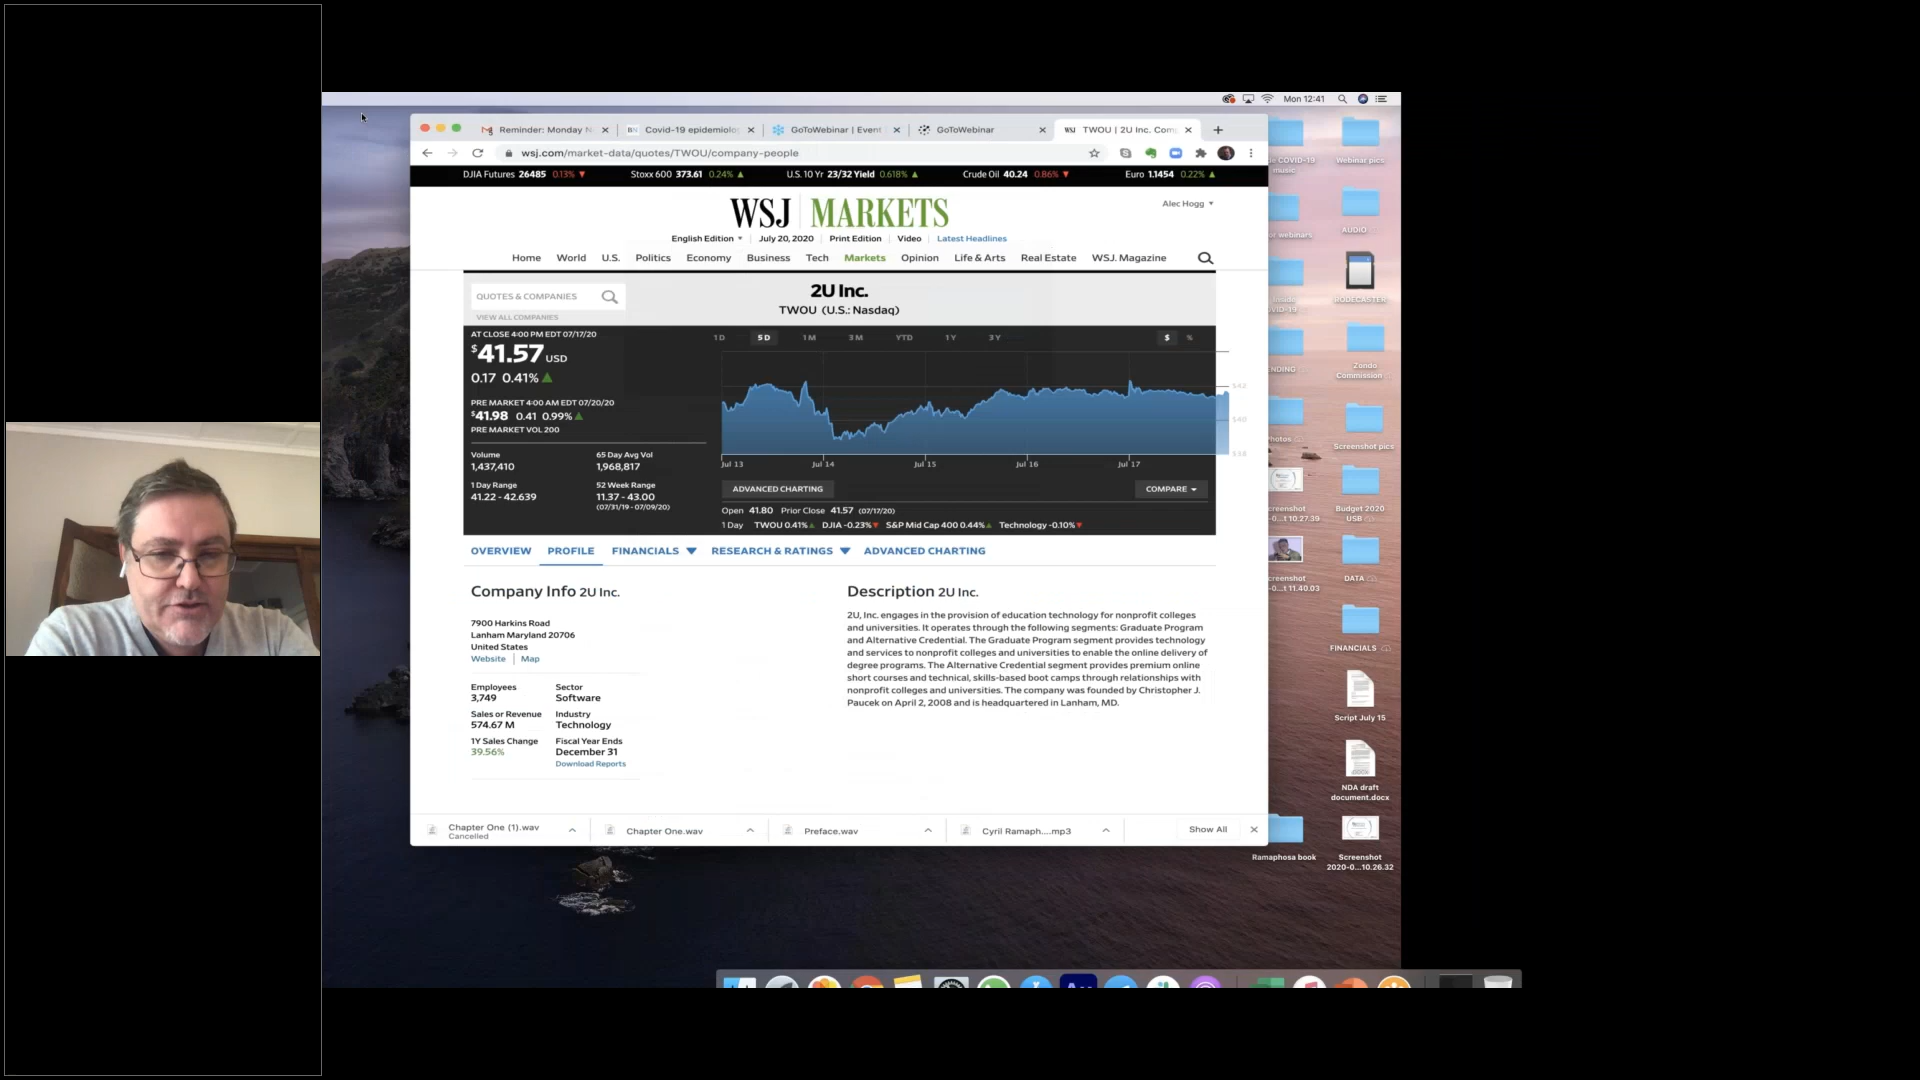 Mon 12:41
Reminder: Monday N
Covid-19 epidemiolo
GoToWebinar | Event
GoToWebinar
WSJ TWOU | 2U Inc. Com
wsj.com/market-data/quotes/TWOU/company-people
DJIA Futures 26485 0.13% ▼ Stoxx 600 373.61 0.24% ▲ U.S. 10 Yr 23/32 Yield 0.618% ▲ Crude Oil 40.24 0.86% ▼ Euro 1.1454 0.22% ▲
WSJ | MARKETS
Alec Hogg
English Edition | July 20, 2020 | Print Edition | Video | Latest Headlines
Home World U.S. Politics Economy Business Tech Markets Opinion Life & Arts Real Estate WSJ. Magazine
QUOTES & COMPANIES
VIEW ALL COMPANIES
2U Inc.
TWOU (U.S.: Nasdaq)
AT CLOSE 4:00 PM EDT 07/17/20
$41.57 USD
0.17 0.41% ▲
PRE MARKET 4:00 AM EDT 07/20/20
$41.98 0.41 0.99% ▲
PRE MARKET VOL 200
Volume 65 Day Avg Vol
1,437,410 1,968,817
1 Day Range 52 Week Range
41.22 - 42.639 11.37 - 43.00
(07/31/19 - 07/09/20)
1D 5D 1M 3M YTD 1Y 3Y $ %
$42
$40
$38
Jul 13 Jul 14 Jul 15 Jul 16 Jul 17
ADVANCED CHARTING
COMPARE
Open 41.80 Prior Close 41.57 (07/17/20)
1 Day TWOU 0.41% ▲ DJIA -0.23% ▼ S&P Mid Cap 400 0.44% ▲ Technology -0.10% ▼
OVERVIEW PROFILE FINANCIALS ▼ RESEARCH & RATINGS ▼ ADVANCED CHARTING
Company Info 2U Inc.
7900 Harkins Road
Lanham Maryland 20706
United States
Website | Map
Employees Sector
3,749 Software
Sales or Revenue Industry
574.67 M Technology
1Y Sales Change Fiscal Year Ends
39.56% December 31
Download Reports
Description 2U Inc.
2U, Inc. engages in the provision of education technology for nonprofit colleges
and universities. It operates through the following segments: Graduate Program
and Alternative Credential. The Graduate Program segment provides technology
and services to nonprofit colleges and universities to enable the online delivery of
degree programs. The Alternative Credential segment provides premium online
short courses and technical, skills-based boot camps through relationships with
nonprofit colleges and universities. The company was founded by Christopher J.
Paucek on April 2, 2008 and is headquartered in Lanham, MD.
Chapter One (1).wav
Cancelled
Chapter One.wav
Preface.wav
Cyril Ramaph....mp3
Show All
COVID-19
music
Webinar pics
webinars
AUDIO
RODECASTER
Zondo
Commission
Screenshot pics
Budget 2020
USB
DATA
FINANCIALS
Script July 15
NDA draft
document.docx
Ramaphosa book
Screenshot
2020-0...10.26.32